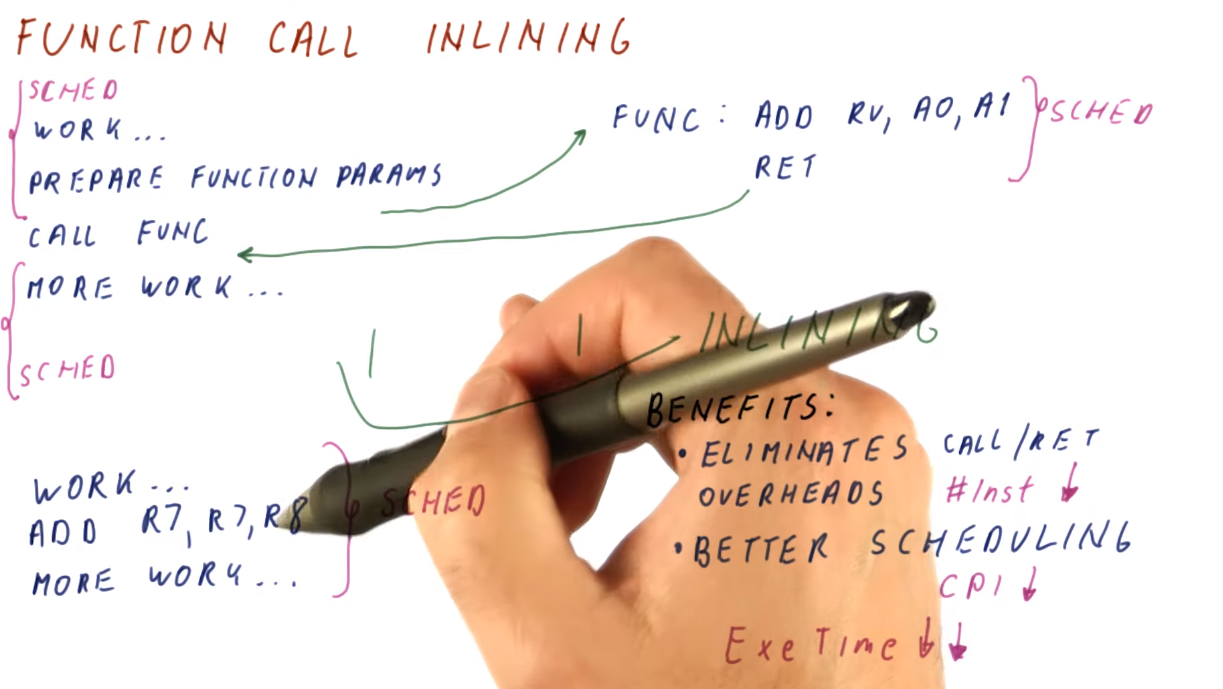 FUNCTION CALL INLINING
SCHED
WORK...
PREPARE FUNCTION PARAMS
CALL FUNC
MORE WORK...
SCHED
FUNC: ADD RV, A0, A1
RET
SCHED
INLINING
WORK...
ADD R7, R7, R8
MORE WORK...
SCHED
BENEFITS:
• ELIMINATES CALL/RET
OVERHEADS #Inst ↓
• BETTER SCHEDULING
CPI ↓
Exe Time ↓↓